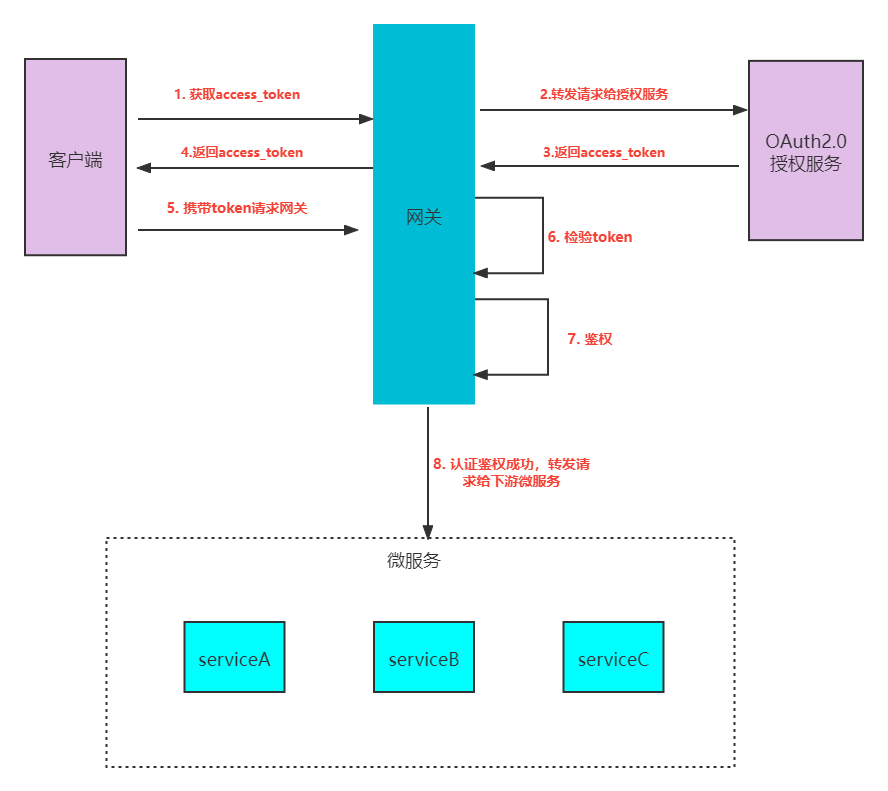 1. 获取access_token
2.转发请求给授权服务
客户端
4.返回access_token
3.返回access_token
OAuth2.0
授权服务
5. 携带token请求网关
网关
6. 检验token
7. 鉴权
8. 认证鉴权成功，转发请
求给下游微服务
微服务
serviceA
serviceB
serviceC